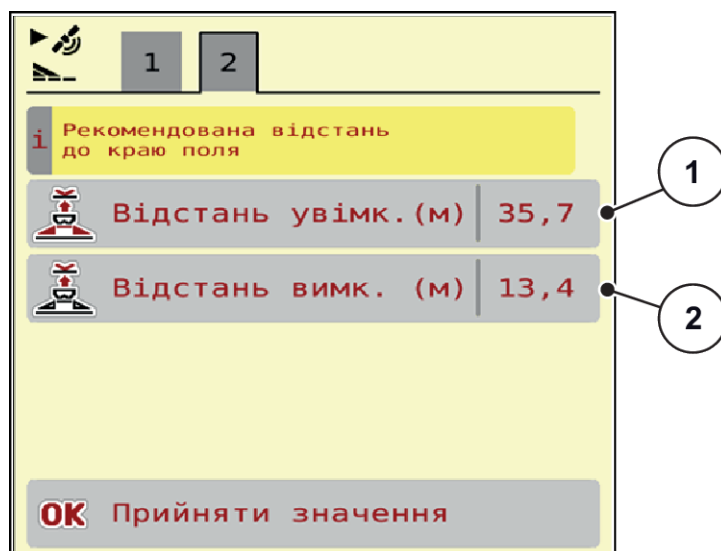 1 2
i Рекомендована відстань
до краю поля
Відстань увімк.(м) 35,7
1
Відстань вимк. (м) 13,4
2
OK Прийняти значення